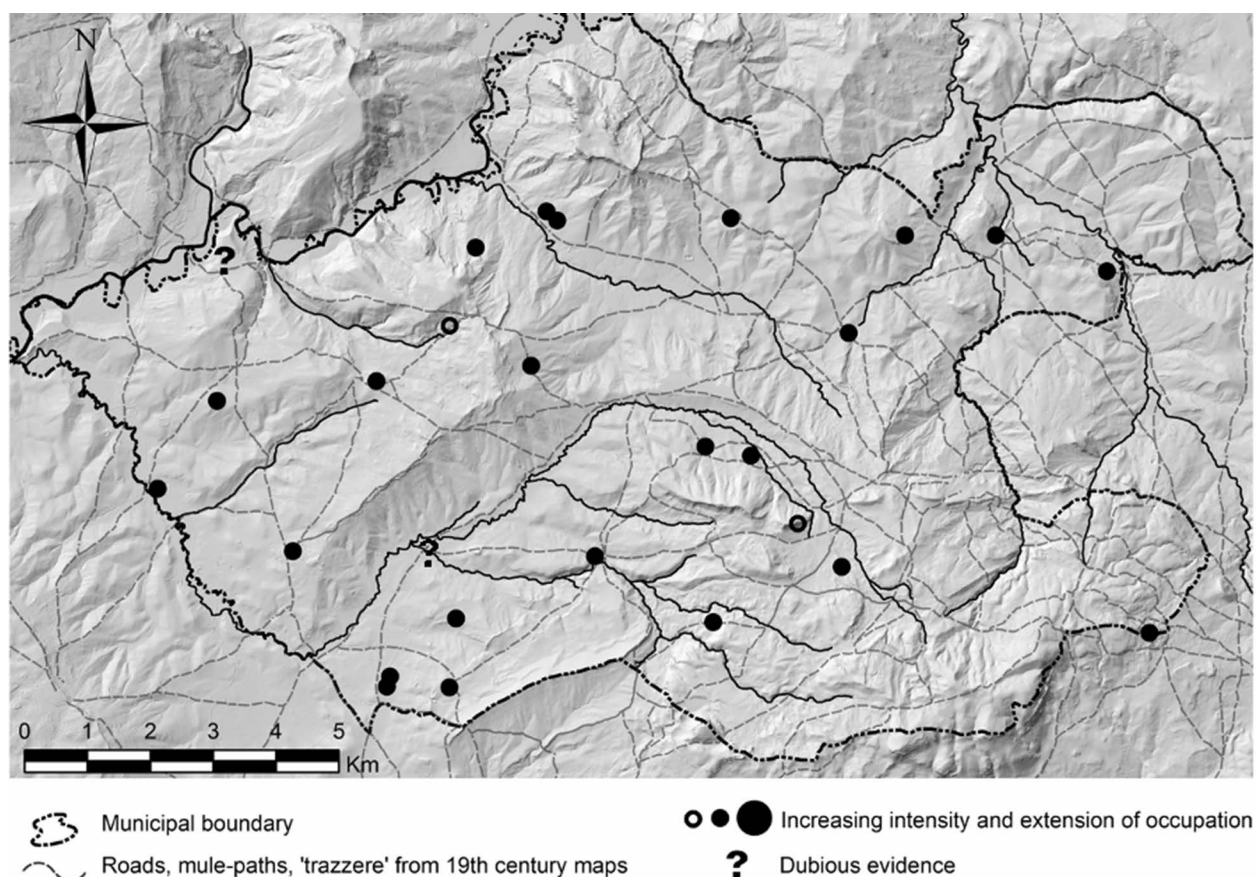 N
?
?
0 1 2 3 4 5
Km
Municipal boundary
Increasing intensity and extension of occupation
Roads, mule-paths, 'trazzere' from 19th century maps
? Dubious evidence